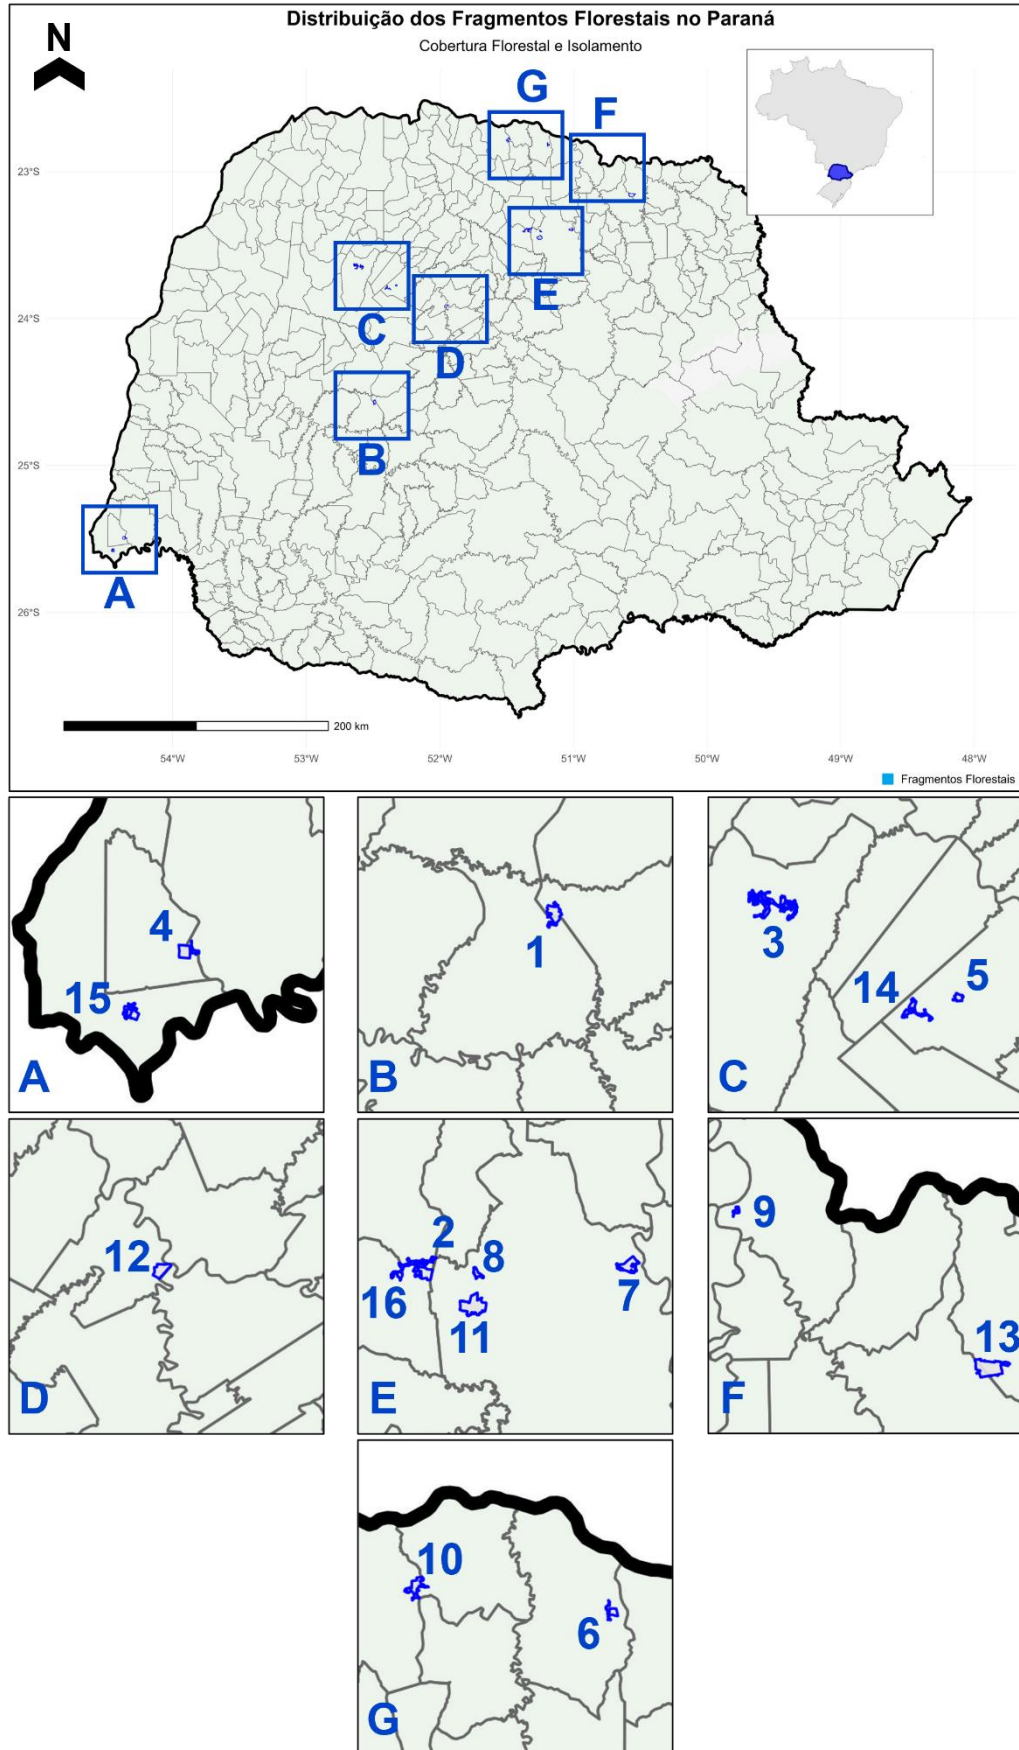 Distribuição dos Fragmentos Florestais no Paraná
Cobertura Florestal e Isolamento
N
G
F
23°S
E
C
24°S
D
B
25°S
A
26°S
200 km
54°W 53°W 52°W 51°W 50°W 49°W 48°W
Fragmentos Florestais
4
15
A
1
B
3
14
5
C
12
D
2
8
16
7
11
E
9
13
F
10
6
G